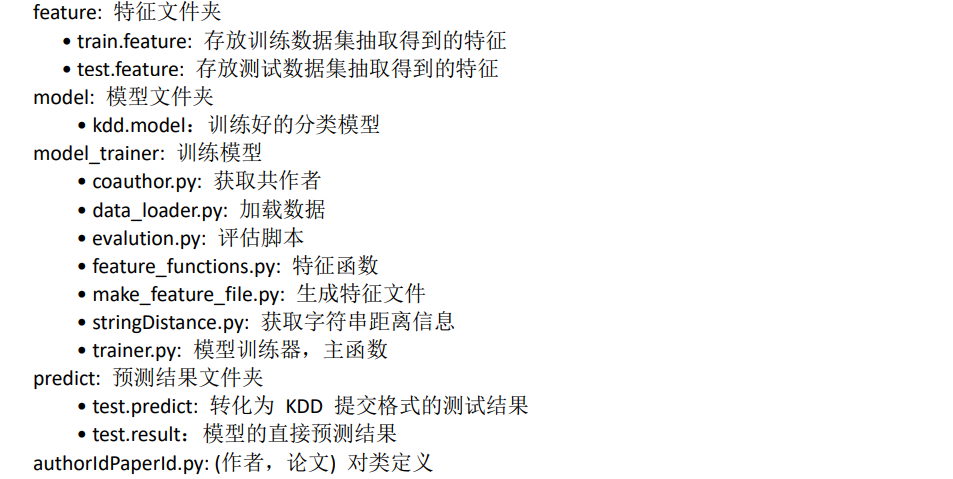 feature: 特征文件夹
• train.feature: 存放训练数据集抽取得到的特征
• test.feature: 存放测试数据集抽取得到的特征
model: 模型文件夹
• kdd.model：训练好的分类模型
model_trainer: 训练模型
• coauthor.py: 获取共作者
• data_loader.py: 加载数据
• evalution.py: 评估脚本
• feature_functions.py: 特征函数
• make_feature_file.py: 生成特征文件
• stringDistance.py: 获取字符串距离信息
• trainer.py: 模型训练器，主函数
predict: 预测结果文件夹
• test.predict: 转化为 KDD 提交格式的测试结果
• test.result：模型的直接预测结果
authorIdPaperId.py: (作者，论文) 对类定义